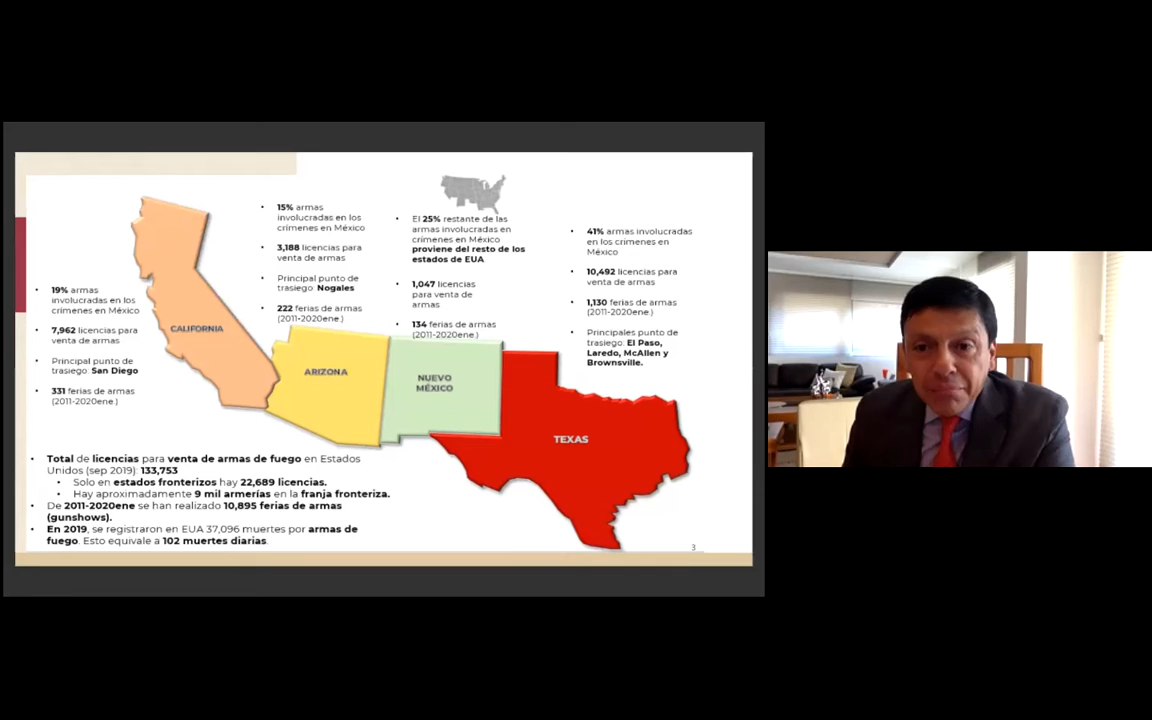 • 19% armas
involucradas en los
crímenes en México
• 7,962 licencias para
venta de armas
• Principal punto de
trasiego: San Diego
• 331 ferias de armas
(2011-2020ene.)
CALIFORNIA
• 15% armas
involucradas en los
crímenes en México
• 3,188 licencias para
venta de armas
• Principal punto de
trasiego: Nogales
• 222 ferias de armas
(2011-2020ene.)
ARIZONA
• El 25% restante de las
armas involucradas en
crímenes en México
proviene del resto de los
estados de EUA
• 1,047 licencias
para venta de
armas
• 134 ferias de armas
(2011-2020ene.)
NUEVO
MÉXICO
• 41% armas involucradas
en los crímenes en
México
• 10,492 licencias para
venta de armas
• 1,130 ferias de armas
(2011-2020ene.)
• Principales punto de
trasiego: El Paso,
Laredo, McAllen y
Brownsville.
TEXAS
• Total de licencias para venta de armas de fuego en Estados
Unidos (sep 2019): 133,753
• Solo en estados fronterizos hay 22,689 licencias.
• Hay aproximadamente 9 mil armerías en la franja fronteriza.
• De 2011-2020ene se han realizado 10,895 ferias de armas
(gunshows).
• En 2019, se registraron en EUA 37,096 muertes por armas de
fuego. Esto equivale a 102 muertes diarias.
3